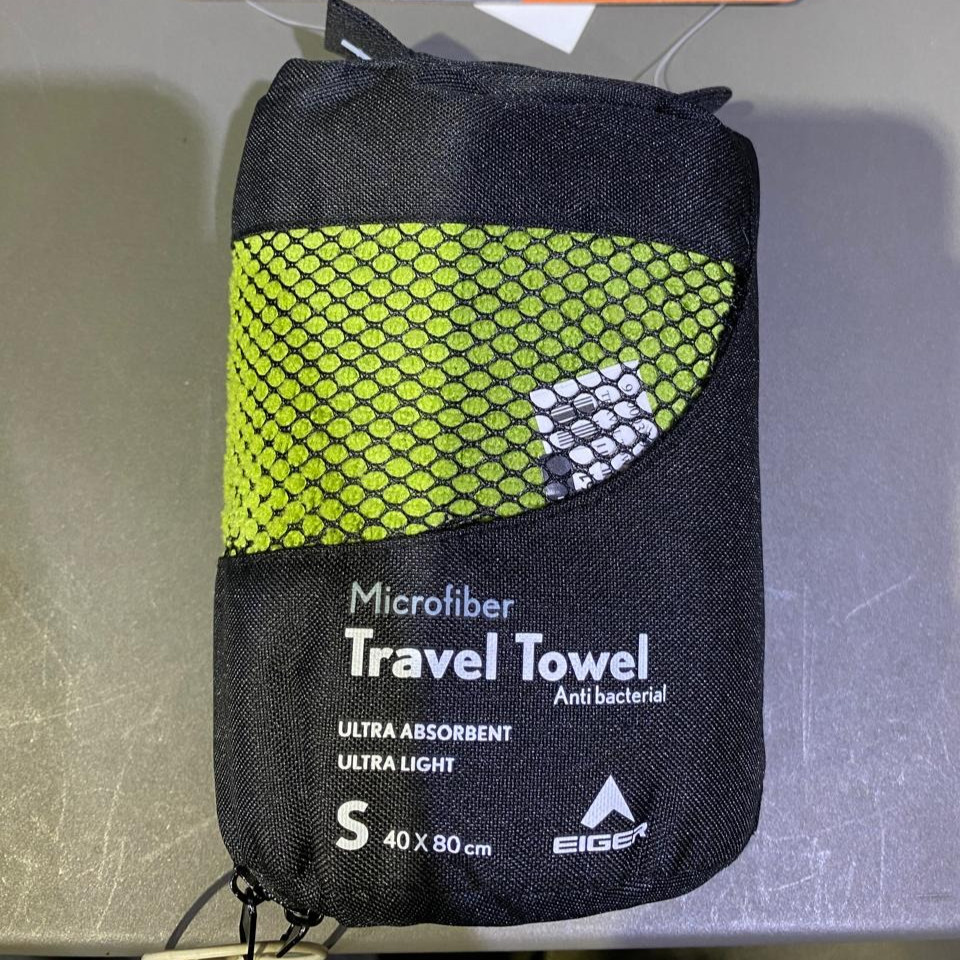 Microfiber
Travel Towel
Anti bacterial
ULTRA ABSORBENT
ULTRA LIGHT
S 40 X 80 cm
EIGER